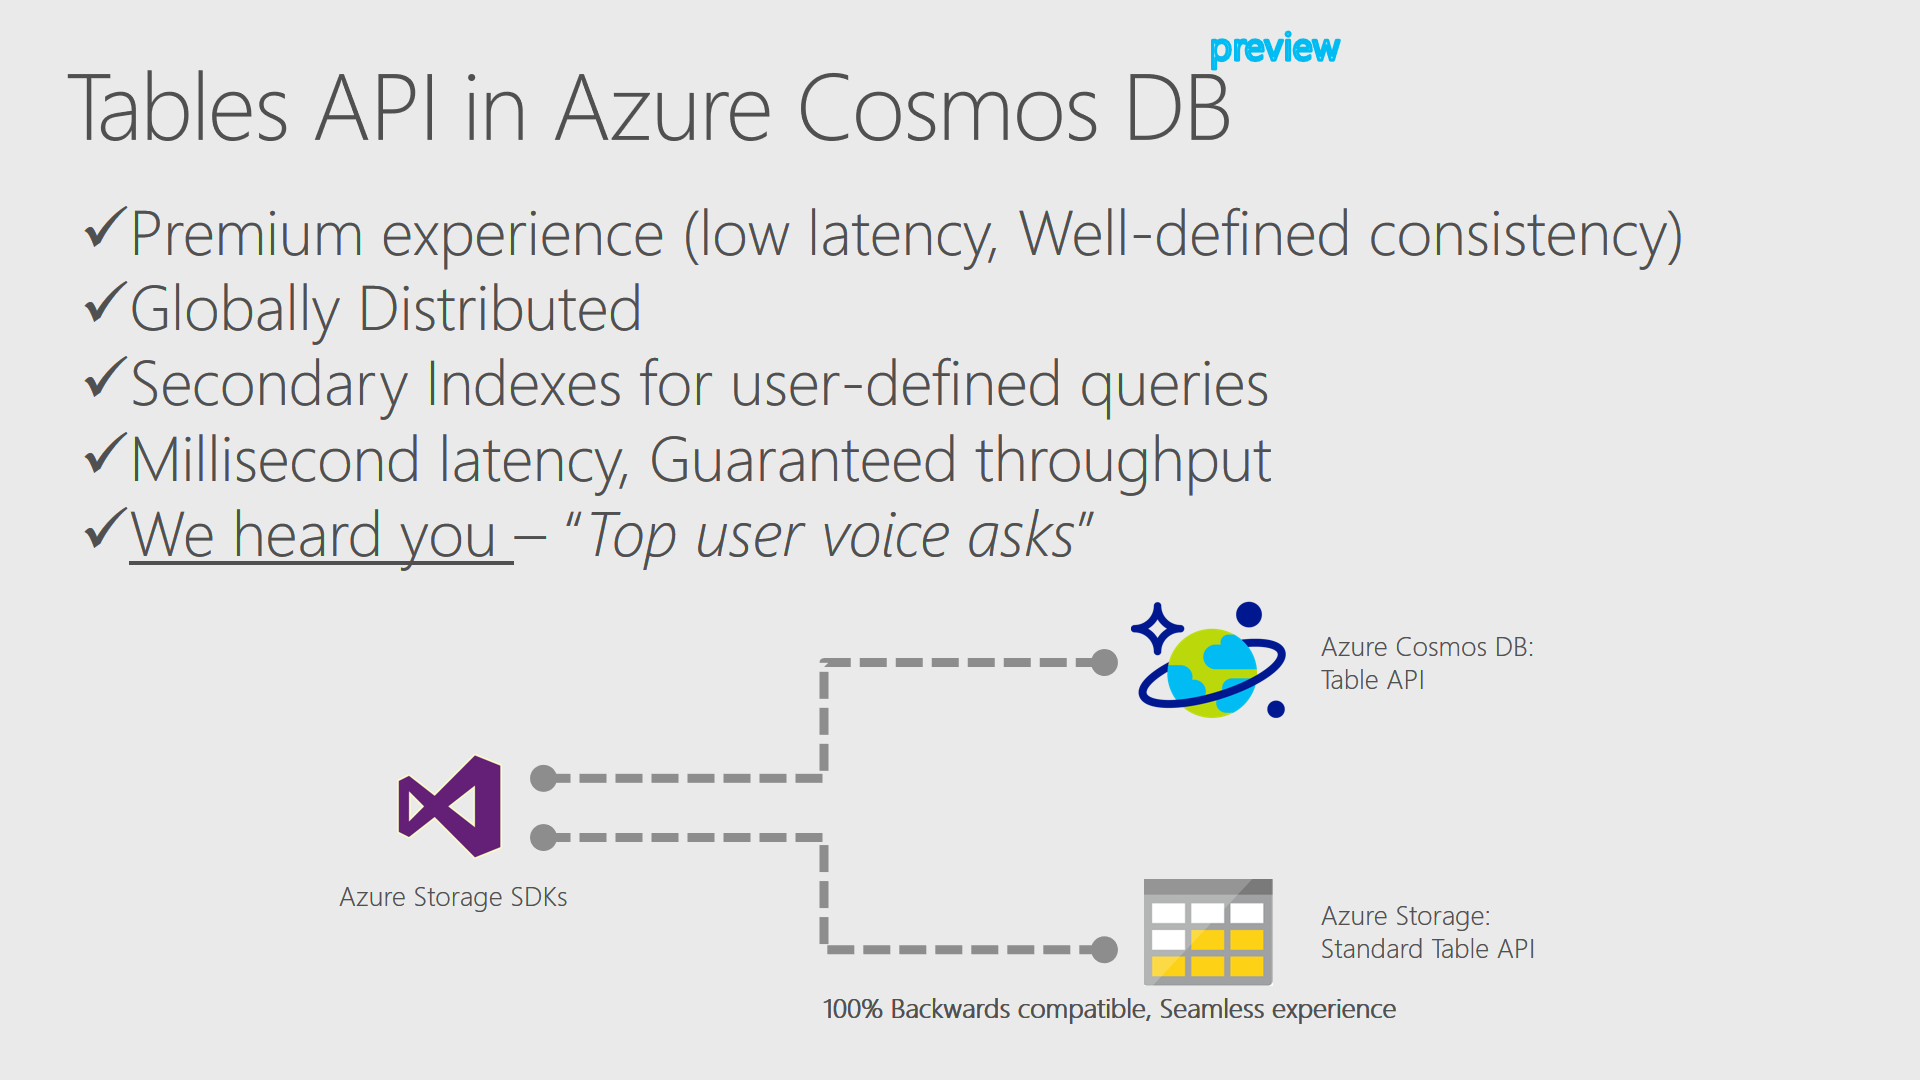 preview
Tables API in Azure Cosmos DB
✓Premium experience (low latency, Well-defined consistency)
✓Globally Distributed
✓Secondary Indexes for user-defined queries
✓Millisecond latency, Guaranteed throughput
✓We heard you – “Top user voice asks”
Azure Cosmos DB:
Table API
Azure Storage SDKs
Azure Storage:
Standard Table API
100% Backwards compatible, Seamless experience